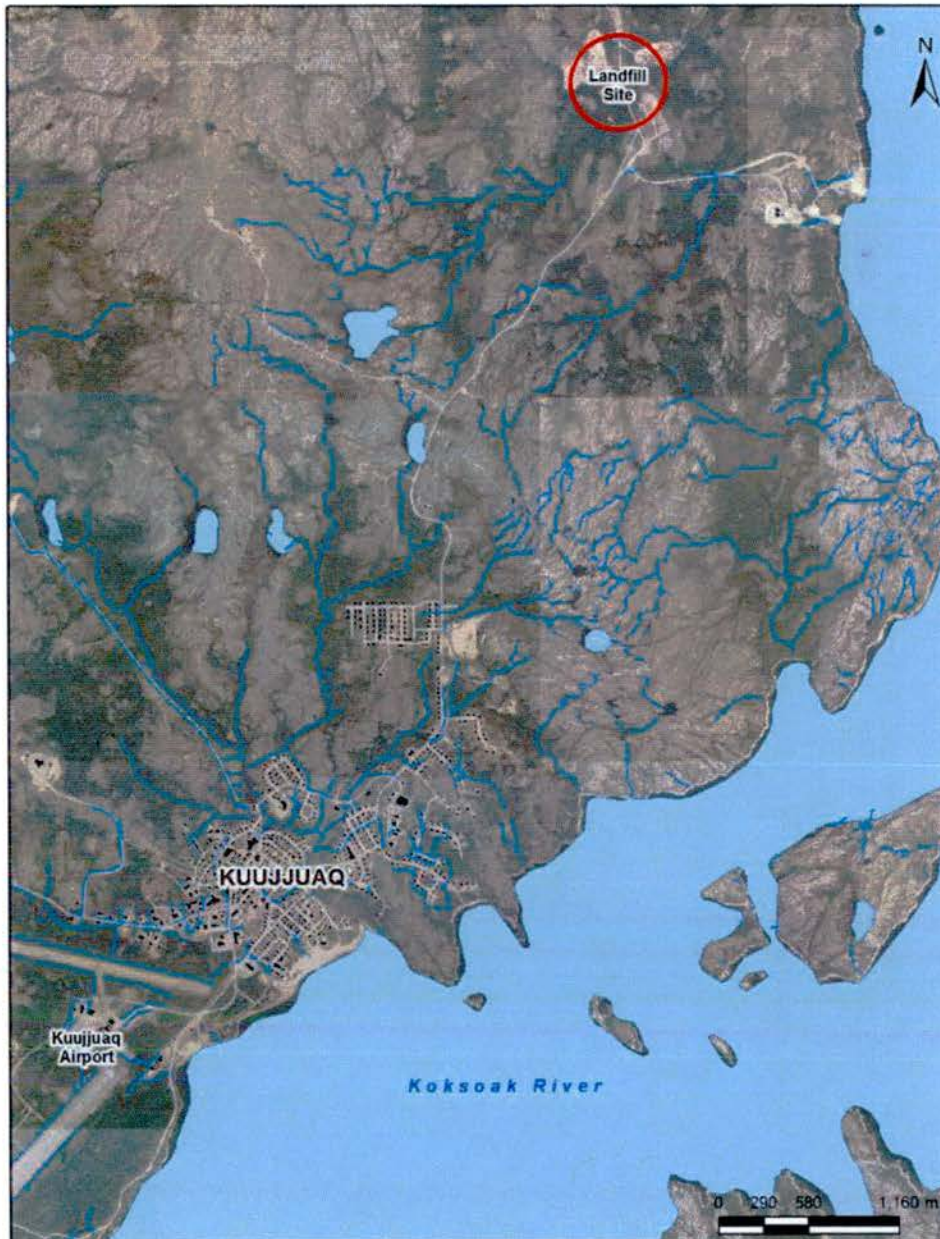 N
Landfill
Site
KUUJJUAQ
Kuujjuaq
Airport
Koksoak River
0 290 580 1,160 m